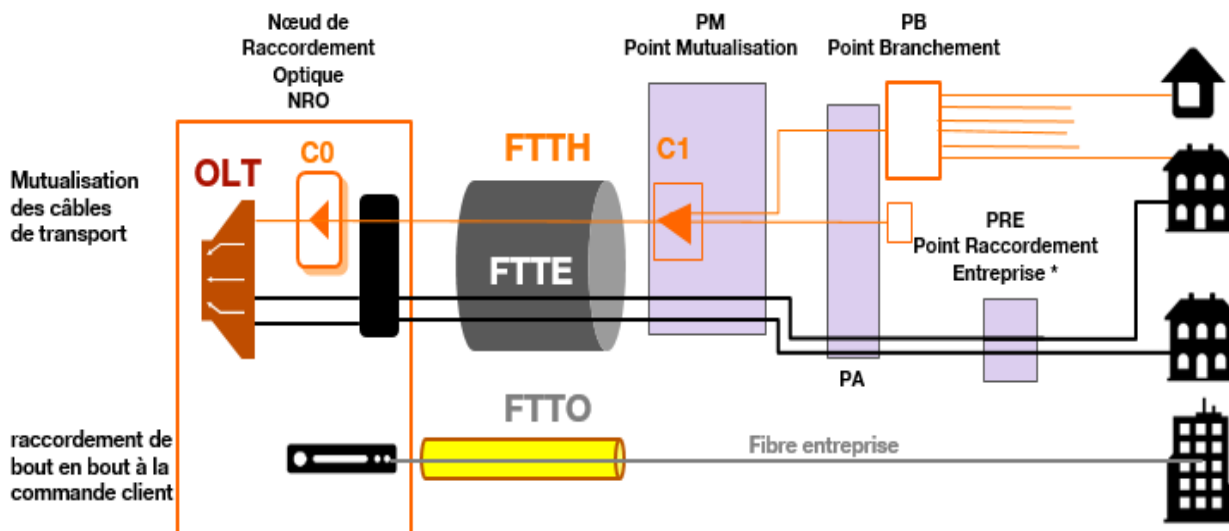 Nœud de
Raccordement
Optique
NRO
PM
Point Mutualisation
PB
Point Branchement
Mutualisation
des câbles
de transport
OLT
C0
FTTH
C1
FTTE
PRE
Point Raccordement
Entreprise *
PA
FTTO
raccordement de
bout en bout à la
commande client
Fibre entreprise